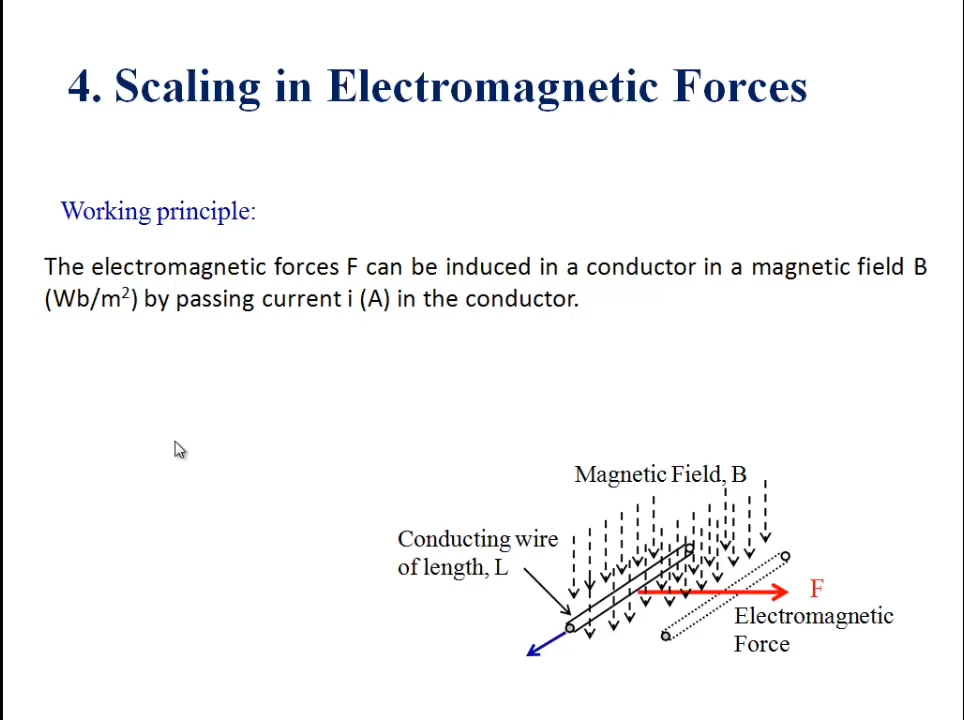 4. Scaling in Electromagnetic Forces
Working principle:
The electromagnetic forces F can be induced in a conductor in a magnetic field B
(Wb/m²) by passing current i (A) in the conductor.
Magnetic Field, B
Conducting wire
of length, L
F
Electromagnetic
Force